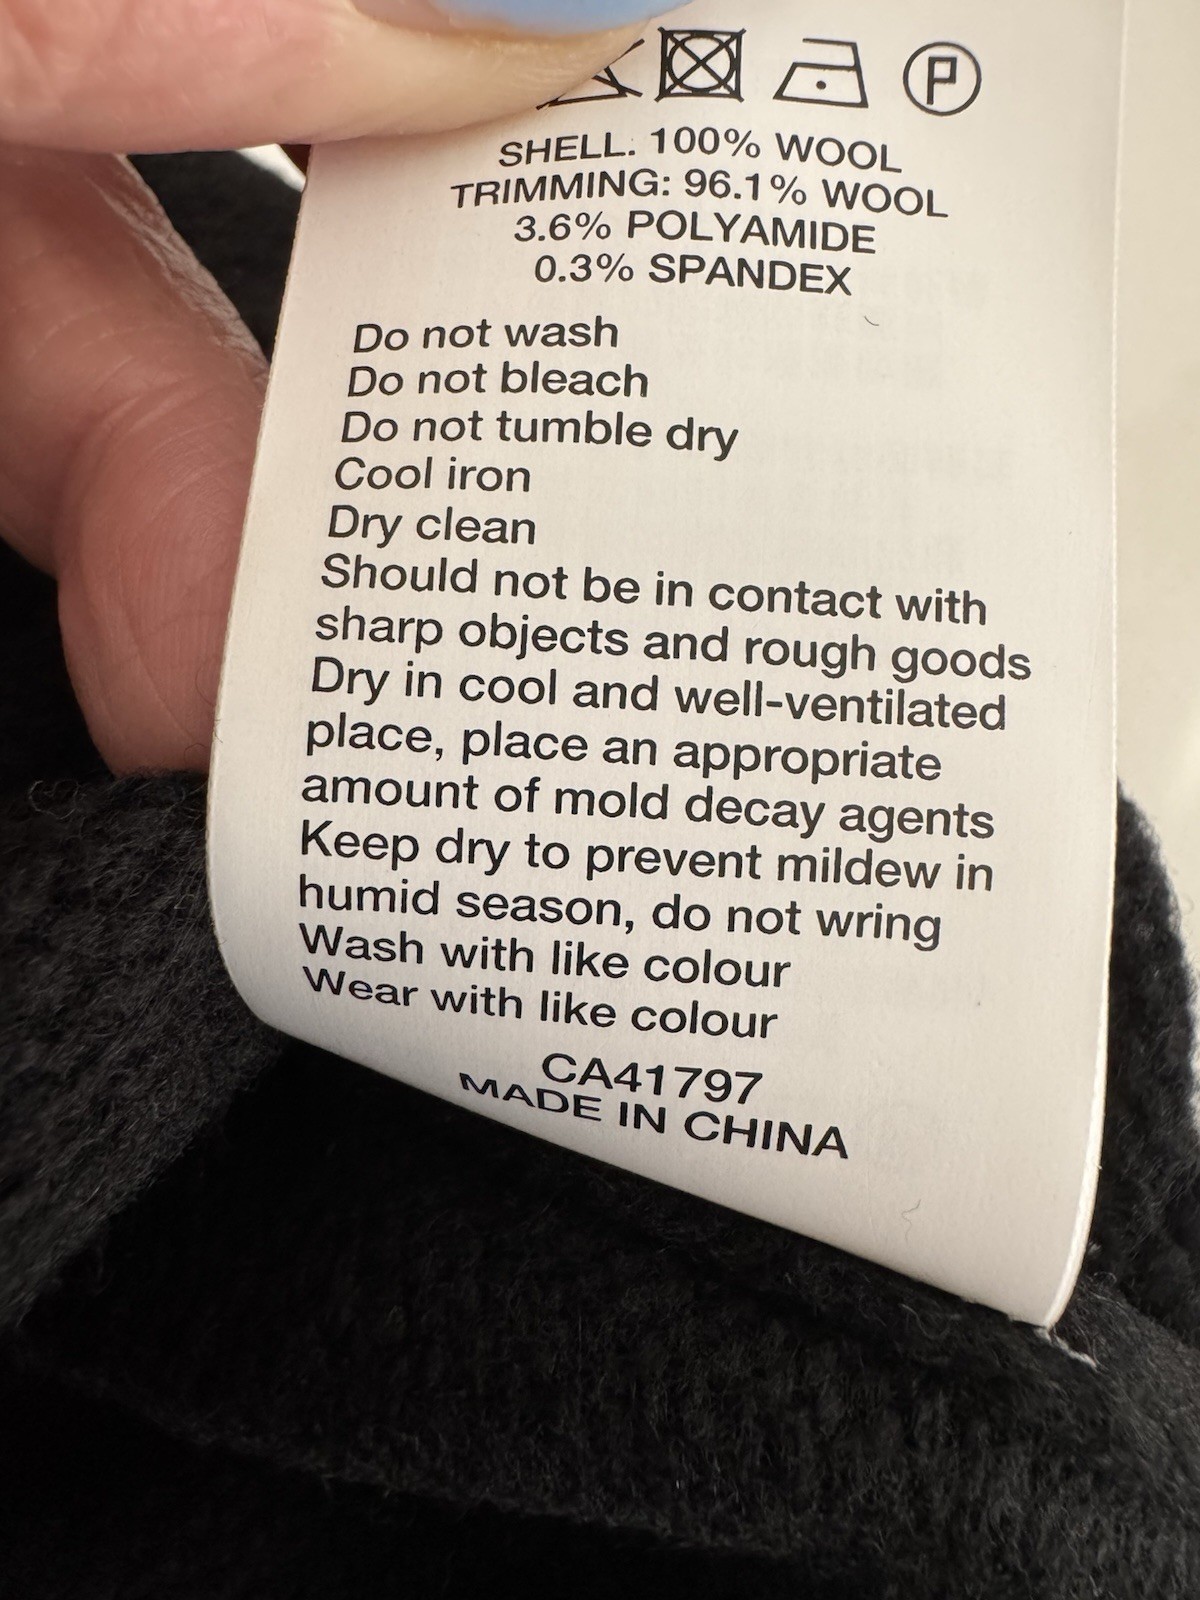 P
SHELL: 100% WOOL
TRIMMING: 96.1% WOOL
3.6% POLYAMIDE
0.3% SPANDEX
Do not wash
Do not bleach
Do not tumble dry
Cool iron
Dry clean
Should not be in contact with
sharp objects and rough goods
Dry in cool and well-ventilated
place, place an appropriate
amount of mold decay agents
Keep dry to prevent mildew in
humid season, do not wring
Wash with like colour
Wear with like colour
CA41797
MADE IN CHINA